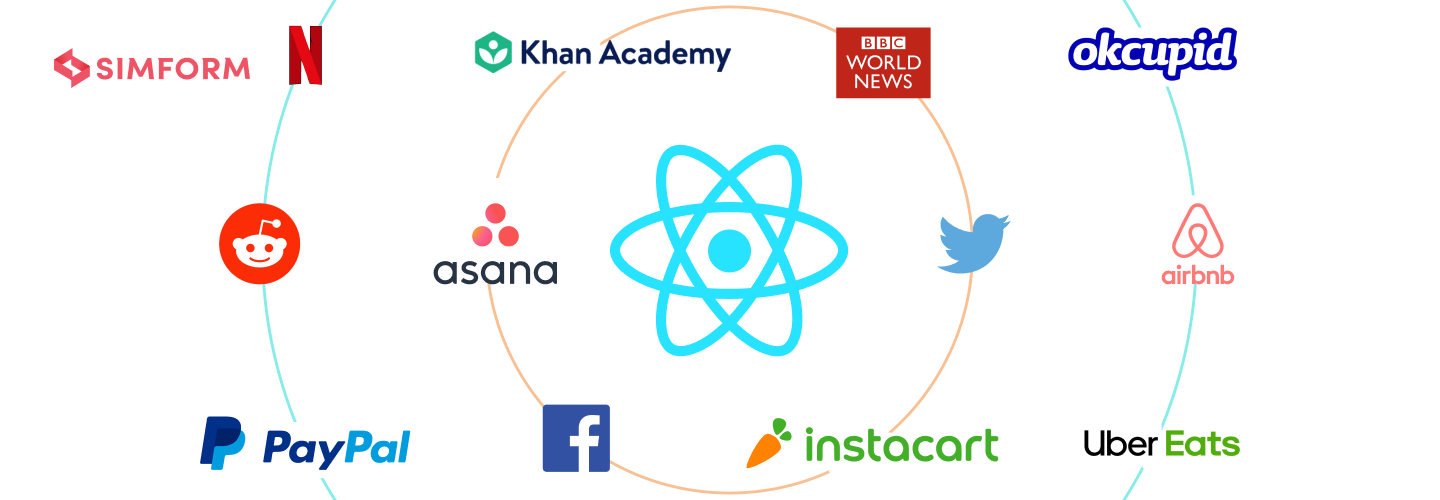 SIMFORM
N
Khan Academy
BBC
WORLD
NEWS
okcupid
asana
airbnb
PayPal
f
instacart
Uber Eats